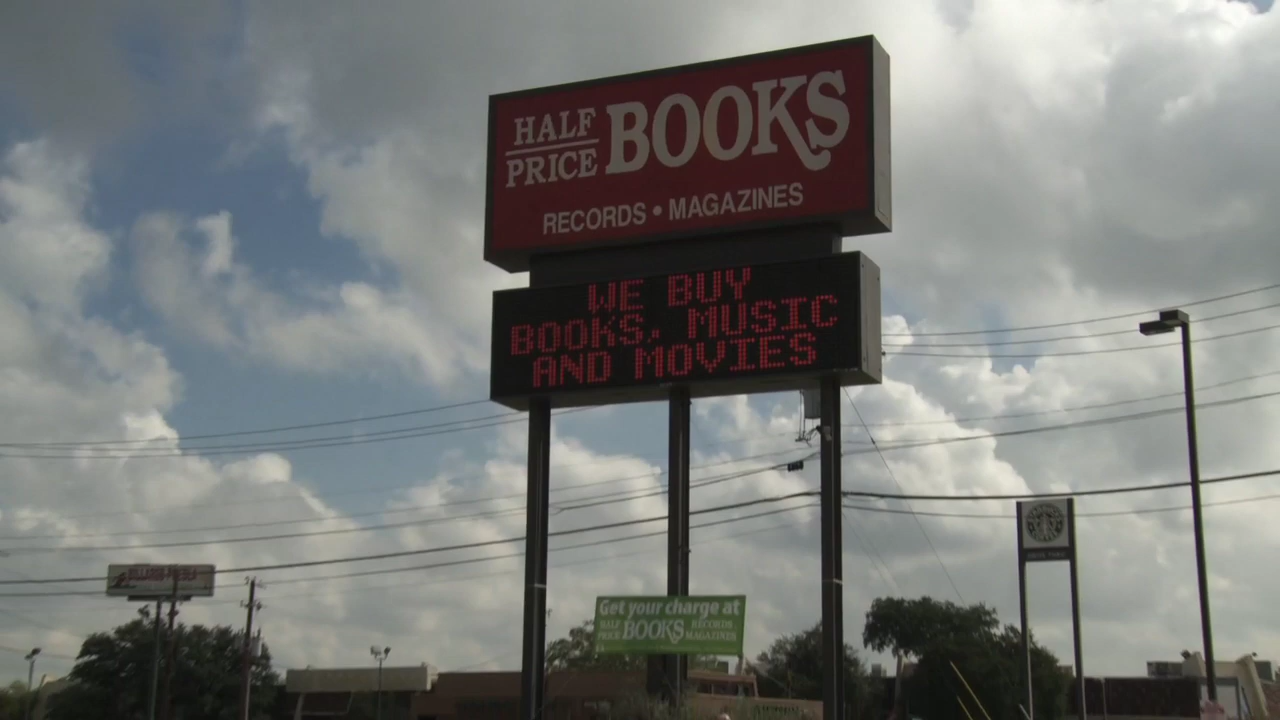 HALF
PRICE BOOKS
RECORDS • MAGAZINES
WE BUY
BOOKS, MUSIC
AND MOVIES
Get your charge at
HALF PRICE BOOKS RECORDS MAGAZINES